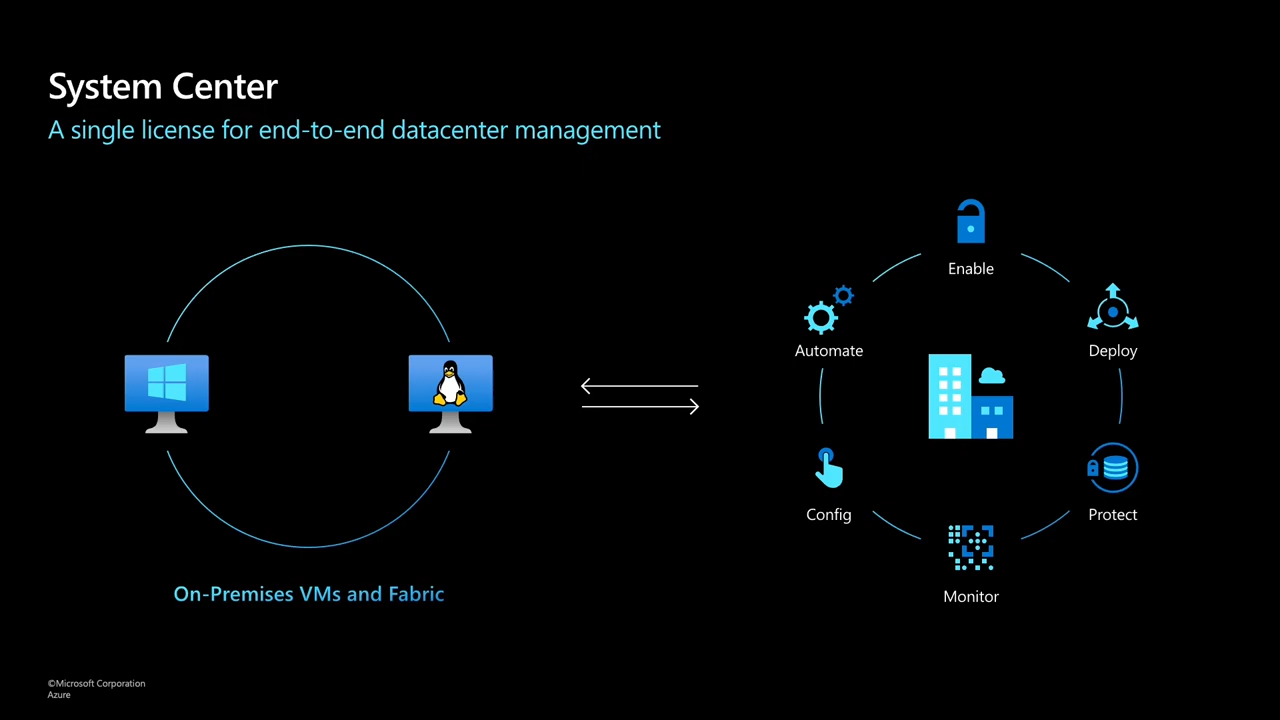 System Center
A single license for end-to-end datacenter management
Enable
Automate
Deploy
Config
Protect
Monitor
On-Premises VMs and Fabric
©Microsoft Corporation
Azure